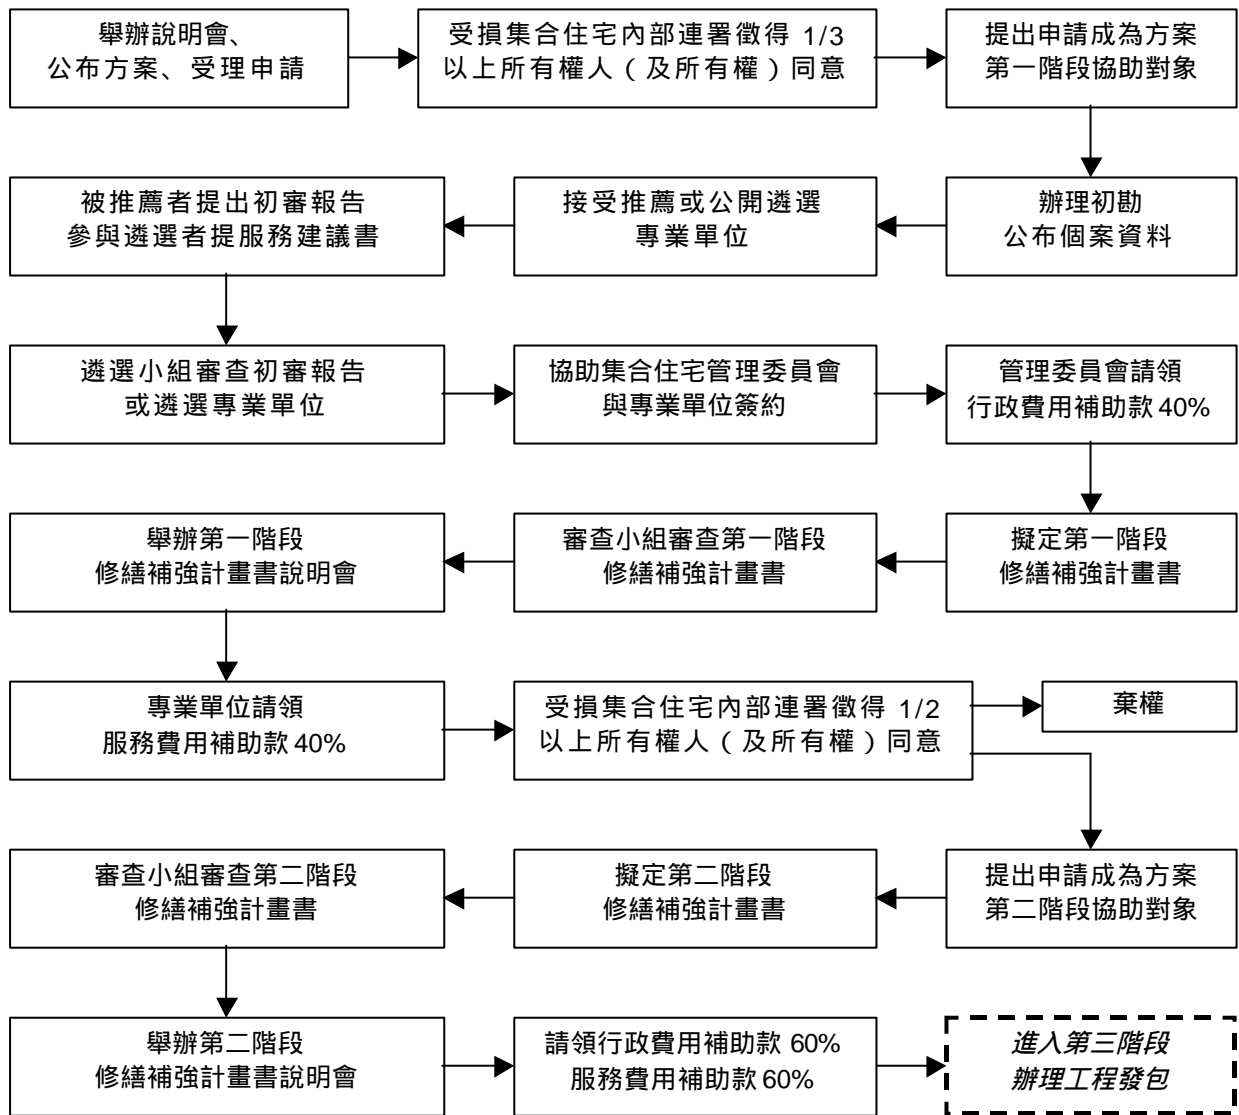 舉辦說明會、
公布方案、受理申請
受損集合住宅內部連署徵得 1/3
以上所有權人（及所有權）同意
提出申請成為方案
第一階段協助對象
辦理初勘
公布個案資料
接受推薦或公開遴選
專業單位
被推薦者提出初審報告
參與遴選者提服務建議書
遴選小組審查初審報告
或遴選專業單位
協助集合住宅管理委員會
與專業單位簽約
管理委員會請領
行政費用補助款 40%
擬定第一階段
修繕補強計畫書
審查小組審查第一階段
修繕補強計畫書
舉辦第一階段
修繕補強計畫書說明會
專業單位請領
服務費用補助款 40%
受損集合住宅內部連署徵得 1/2
以上所有權人（及所有權）同意
棄權
提出申請成為方案
第二階段協助對象
擬定第二階段
修繕補強計畫書
審查小組審查第二階段
修繕補強計畫書
舉辦第二階段
修繕補強計畫書說明會
請領行政費用補助款 60%
服務費用補助款 60%
進入第三階段
辦理工程發包